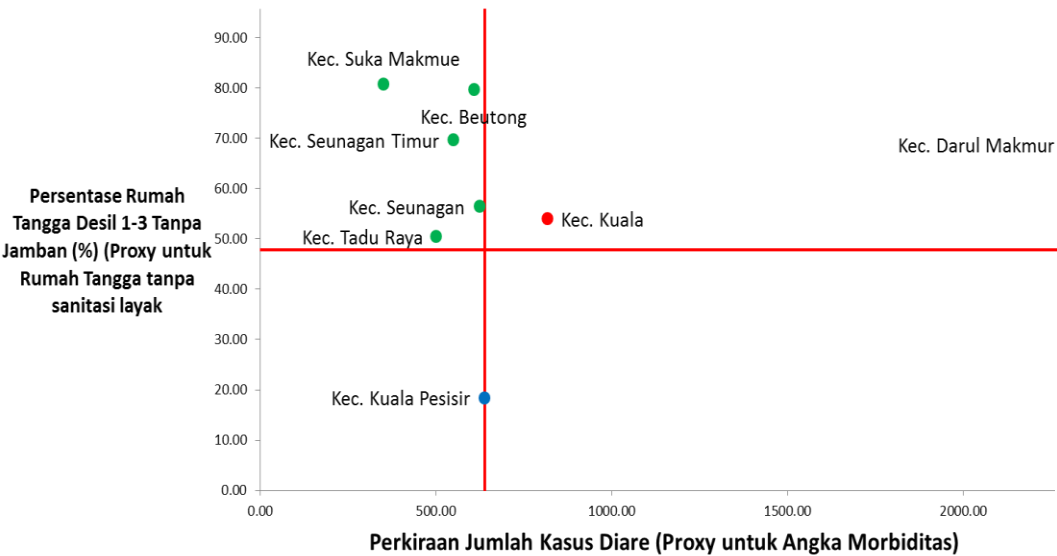 Persentase Rumah
Tangga Desil 1-3 Tanpa
Jamban (%) (Proxy untuk
Rumah Tangga tanpa
sanitasi layak
90.00
80.00
70.00
60.00
50.00
40.00
30.00
20.00
10.00
0.00
Kec. Suka Makmue
Kec. Beutong
Kec. Seunagan Timur
Kec. Darul Makmur
Kec. Seunagan
Kec. Kuala
Kec. Tadu Raya
Kec. Kuala Pesisir
0.00 500.00 1000.00 1500.00 2000.00
Perkiraan Jumlah Kasus Diare (Proxy untuk Angka Morbiditas)